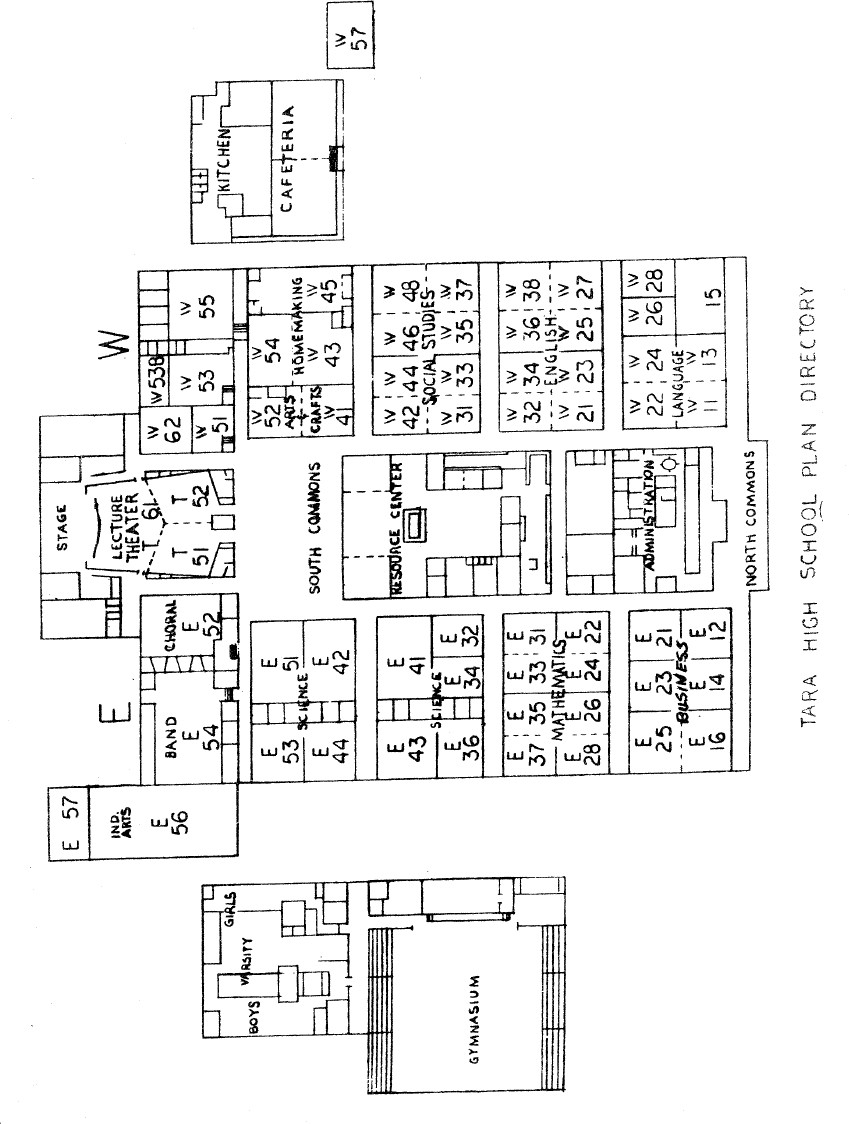 W 57
KITCHEN
CAFETERIA
W
W 55
W53B
W 53
W 62
W 51
W 54
HOMEMAKING
W 45
W 43
W 52
ARTS &
CRAFTS
W 41
W 48
W 46
W 44
W 42
SOCIAL STUDIES
W 37
W 35
W 33
W 31
W 38
W 36
W 34
W 32
ENGLISH
W 27
W 25
W 23
W 21
W 28
W 26
W 24
W 22
LANGUAGE
15
W 13
W 11
STAGE
LECTURE
THEATER
T 61
T 52
T 51
SOUTH COMMONS
RESOURCE CENTER
ADMINISTRATION
NORTH COMMONS
E
CHORAL
E 52
BAND
E 54
E 57
IND.
ARTS
E 56
E 51
E 42
SCIENCE
E 53
E 44
E 41
E 32
E 34
SCIENCE
E 43
E 36
E 31
E 33
E 35
E 37
MATHEMATICS
E 22
E 24
E 26
E 28
E 21
E 23
E 25
BUSINESS
E 12
E 14
E 16
GIRLS
VARSITY
BOYS
GYMNASIUM
TARA HIGH SCHOOL PLAN DIRECTORY